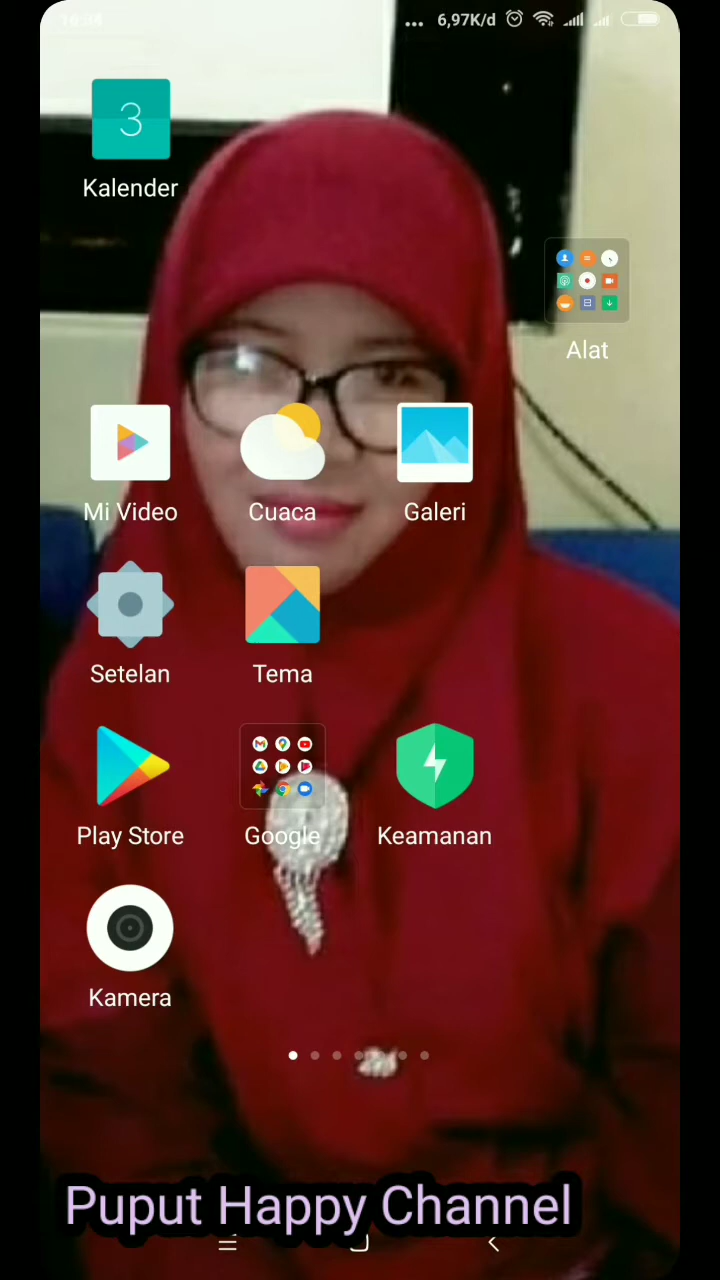 6,97K/d
3
Kalender
Alat
Mi Video
Cuaca
Galeri
Setelan
Tema
Play Store
Google
Keamanan
Kamera
Puput Happy Channel